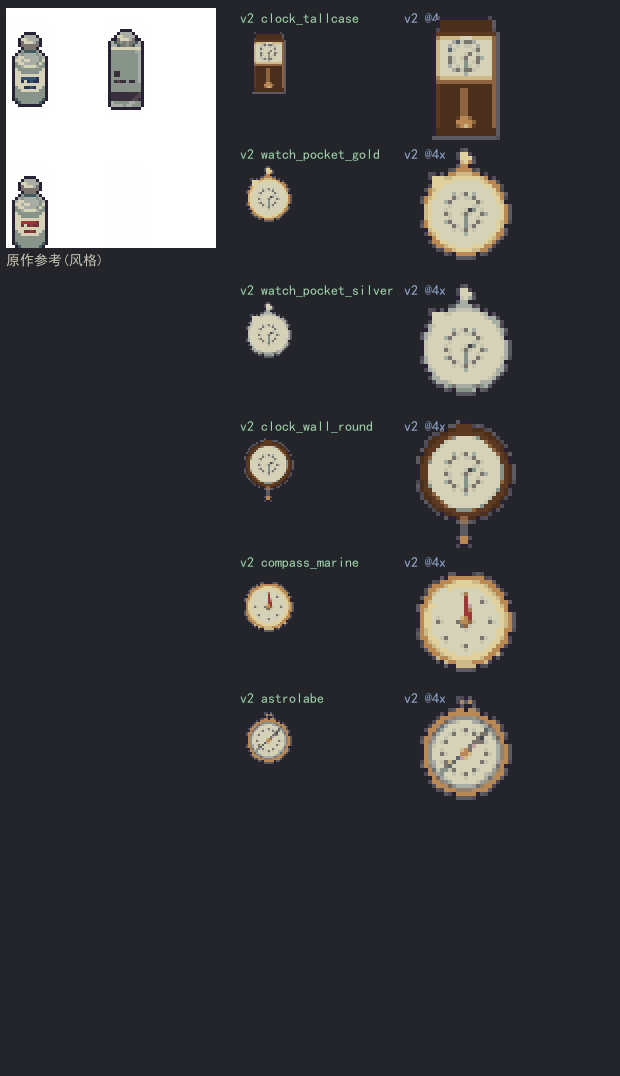 v2 clock_tallcase
v2 @4
v2 watch_pocket_gold
v2 @4x
原作参考(风格)
v2 watch_pocket_silver
v2 @4x
v2 clock_wall_round
v2 @4x
v2 compass_marine
v2 @4x
v2 astrolabe
v2 @4x